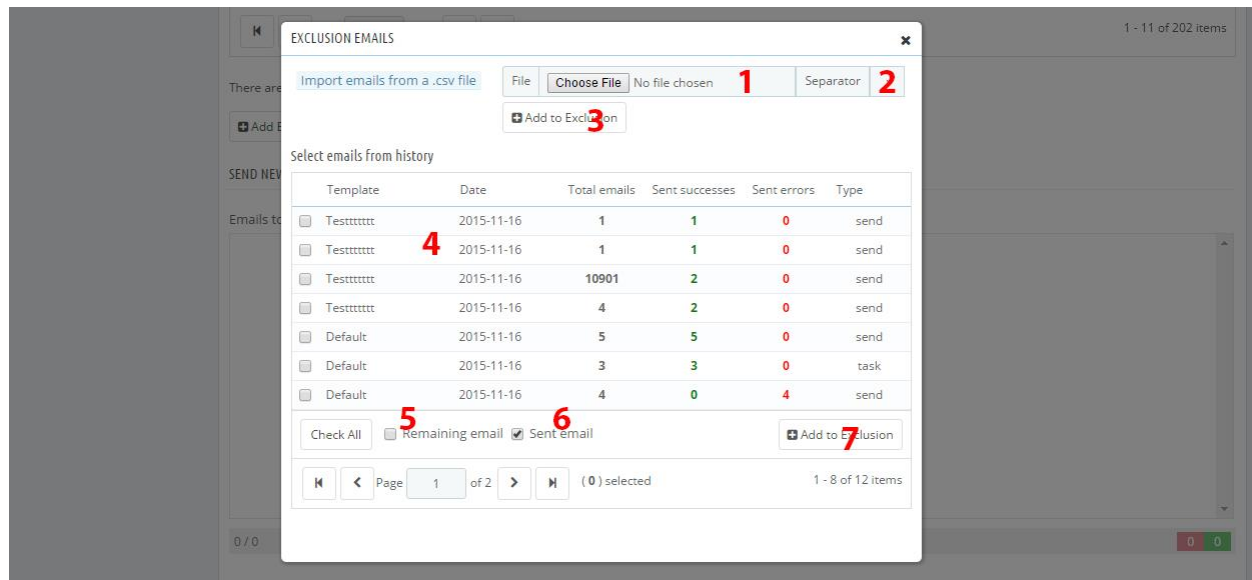 1 - 11 of 202 items
EXCLUSION EMAILS
Import emails from a .csv file File Choose File No file chosen 1 Separator 2
There are
Add to Exclusion 3
Add E
Select emails from history
SEND NEW
Template Date Total emails Sent successes Sent errors Type
Emails to
Testttttt 2015-11-16 1 1 0 send
Testttttt 2015-11-16 1 1 0 send
4
Testttttt 2015-11-16 10901 2 0 send
Testttttt 2015-11-16 4 2 0 send
Default 2015-11-16 5 5 0 send
Default 2015-11-16 3 3 0 task
Default 2015-11-16 4 0 4 send
5 6
Check All Remaining email Sent email Add to Exclusion 7
Page 1 of 2 ( 0 ) selected 1 - 8 of 12 items
0 / 0 0 0